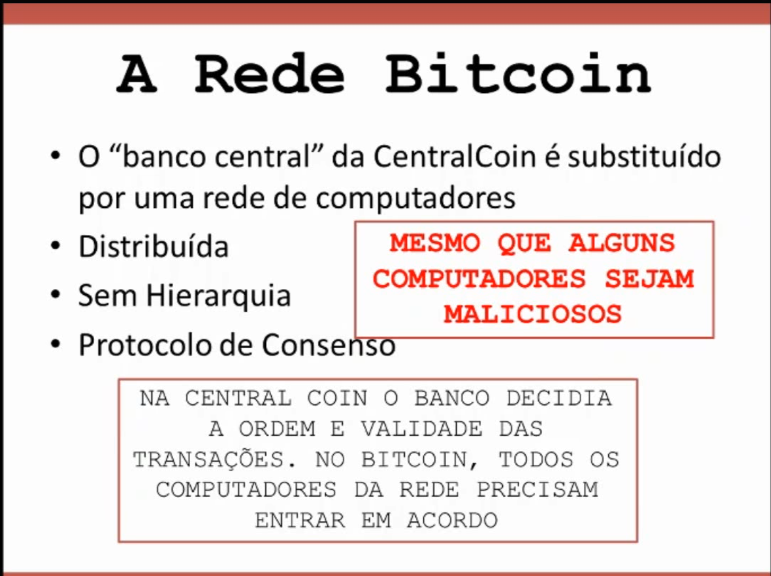 A Rede Bitcoin
• O “banco central” da CentralCoin é substituído
por uma rede de computadores
• Distribuída
• Sem Hierarquia
• Protocolo de Consenso
MESMO QUE ALGUNS
COMPUTADORES SEJAM
MALICIOSOS
NA CENTRAL COIN O BANCO DECIDIA
A ORDEM E VALIDADE DAS
TRANSAÇÕES. NO BITCOIN, TODOS OS
COMPUTADORES DA REDE PRECISAM
ENTRAR EM ACORDO